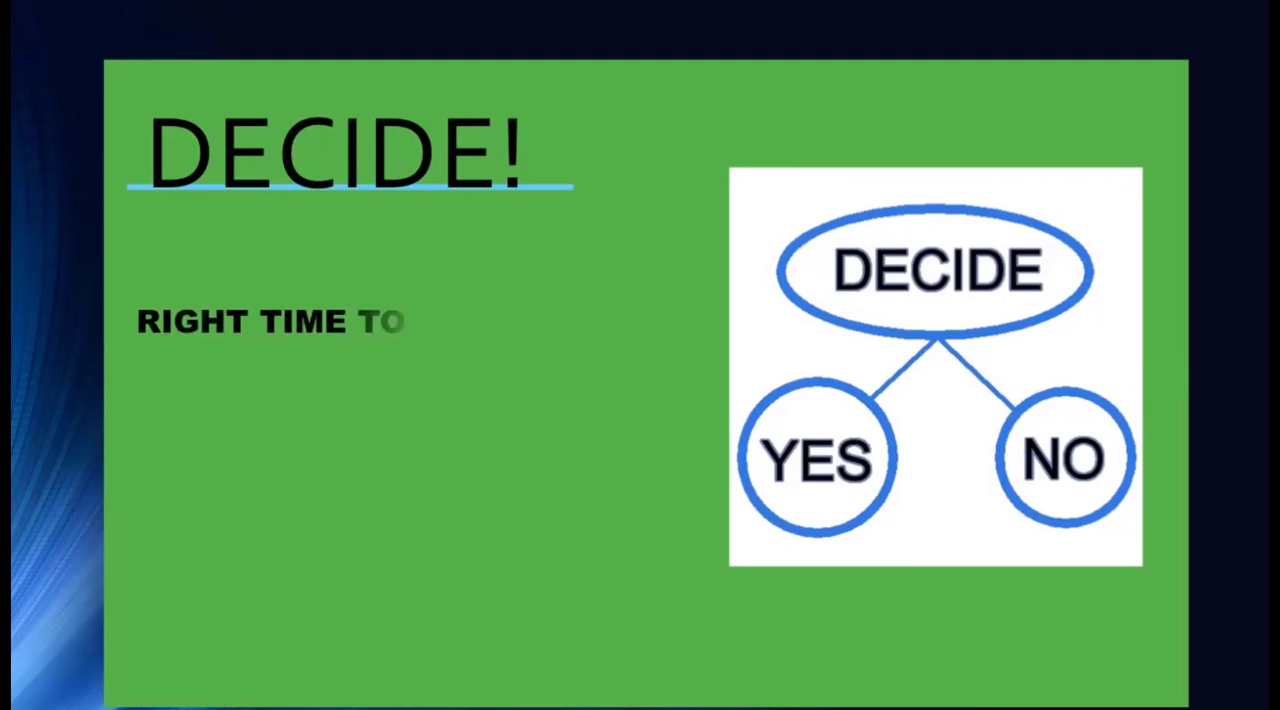 DECIDE!
RIGHT TIME TO
DECIDE
YES
NO